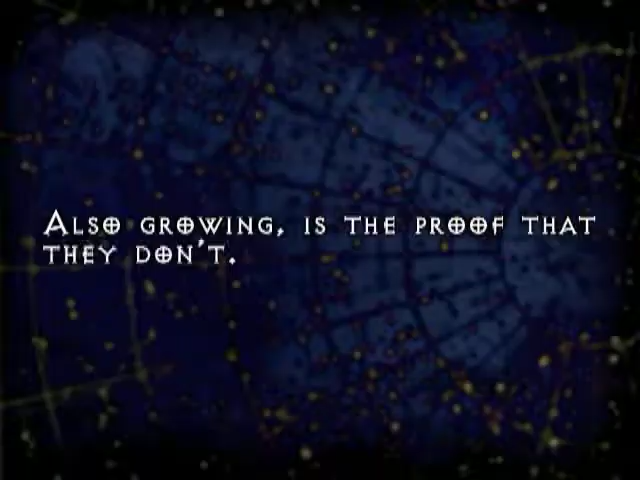 Also growing, is the proof that
they don't.